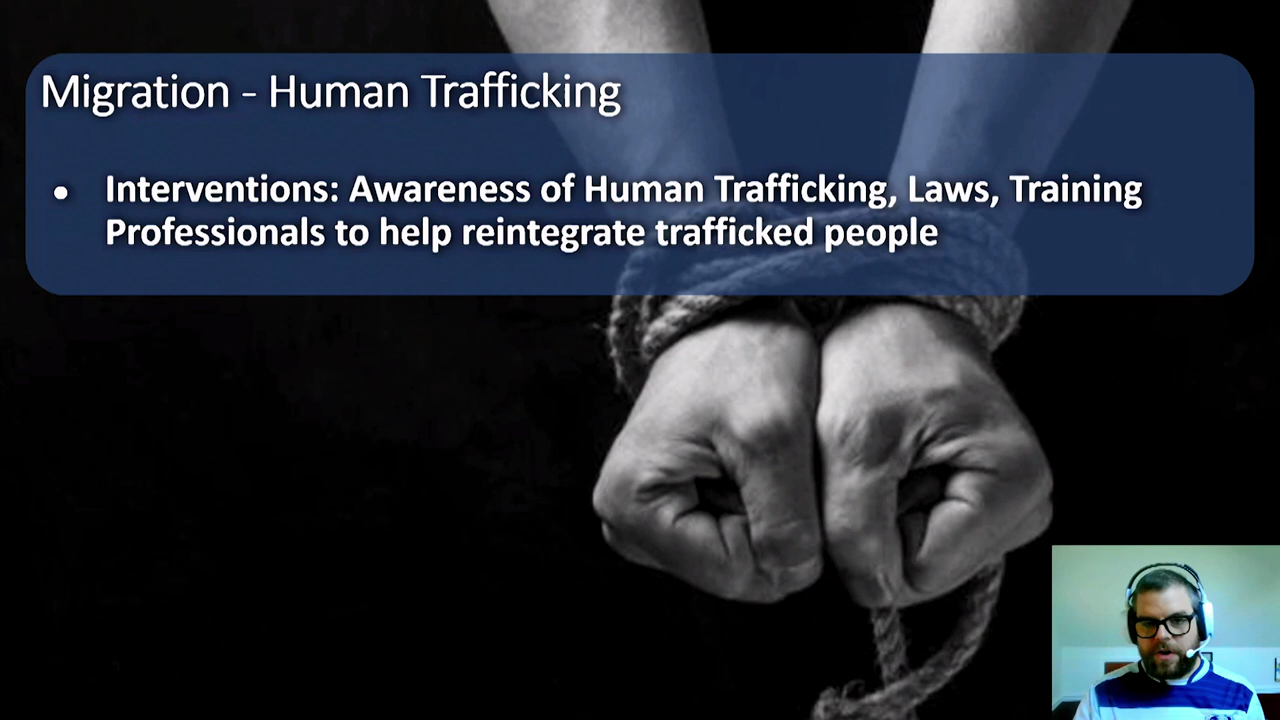 Migration - Human Trafficking
• Interventions: Awareness of Human Trafficking, Laws, Training
Professionals to help reintegrate trafficked people